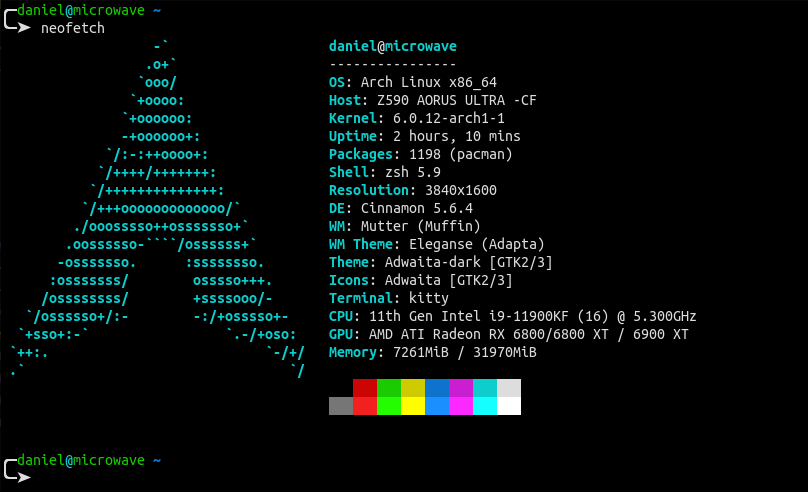 daniel@microwave ~
neofetch
-`
.o+`
`ooo/
`+oooo:
`+oooooo:
-+oooooo+:
`/:-:++oooo+:
`/++++/+++++++:
`/++++++++++++++:
`/+++ooooooooooooo/`
./ooosssso++osssssso+`
.oossssso-````/ossssss+`
-osssssso. :ssssssso.
:osssssss/ osssso+++.
/ossssssss/ +ssssooo/-
`/ossssso+/:- -:/+osssso+-
`+sso+:-` `.-/+oso:
`++:. `-/+/
.` `/
daniel@microwave
----------------
OS: Arch Linux x86_64
Host: Z590 AORUS ULTRA -CF
Kernel: 6.0.12-arch1-1
Uptime: 2 hours, 10 mins
Packages: 1198 (pacman)
Shell: zsh 5.9
Resolution: 3840x1600
DE: Cinnamon 5.6.4
WM: Mutter (Muffin)
WM Theme: Eleganse (Adapta)
Theme: Adwaita-dark [GTK2/3]
Icons: Adwaita [GTK2/3]
Terminal: kitty
CPU: 11th Gen Intel i9-11900KF (16) @ 5.300GHz
GPU: AMD ATI Radeon RX 6800/6800 XT / 6900 XT
Memory: 7261MiB / 31970MiB
daniel@microwave ~